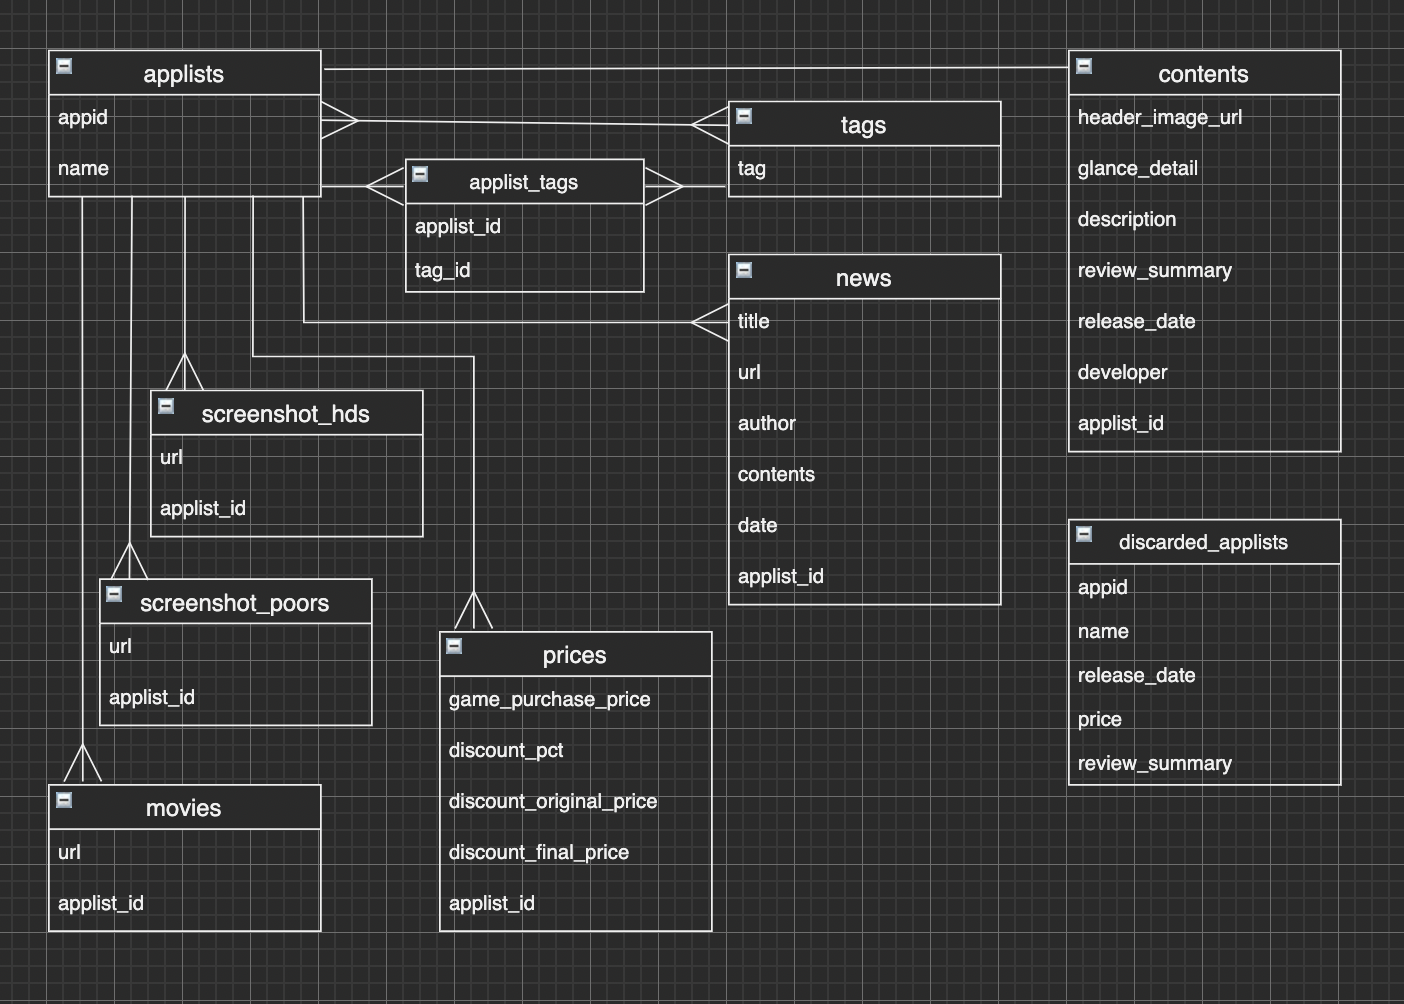 applists
appid
name
contents
header_image_url
glance_detail
description
review_summary
release_date
developer
applist_id
tags
tag
applist_tags
applist_id
tag_id
news
title
url
author
contents
date
applist_id
screenshot_hds
url
applist_id
screenshot_poors
url
applist_id
prices
game_purchase_price
discount_pct
discount_original_price
discount_final_price
applist_id
movies
url
applist_id
discarded_applists
appid
name
release_date
price
review_summary